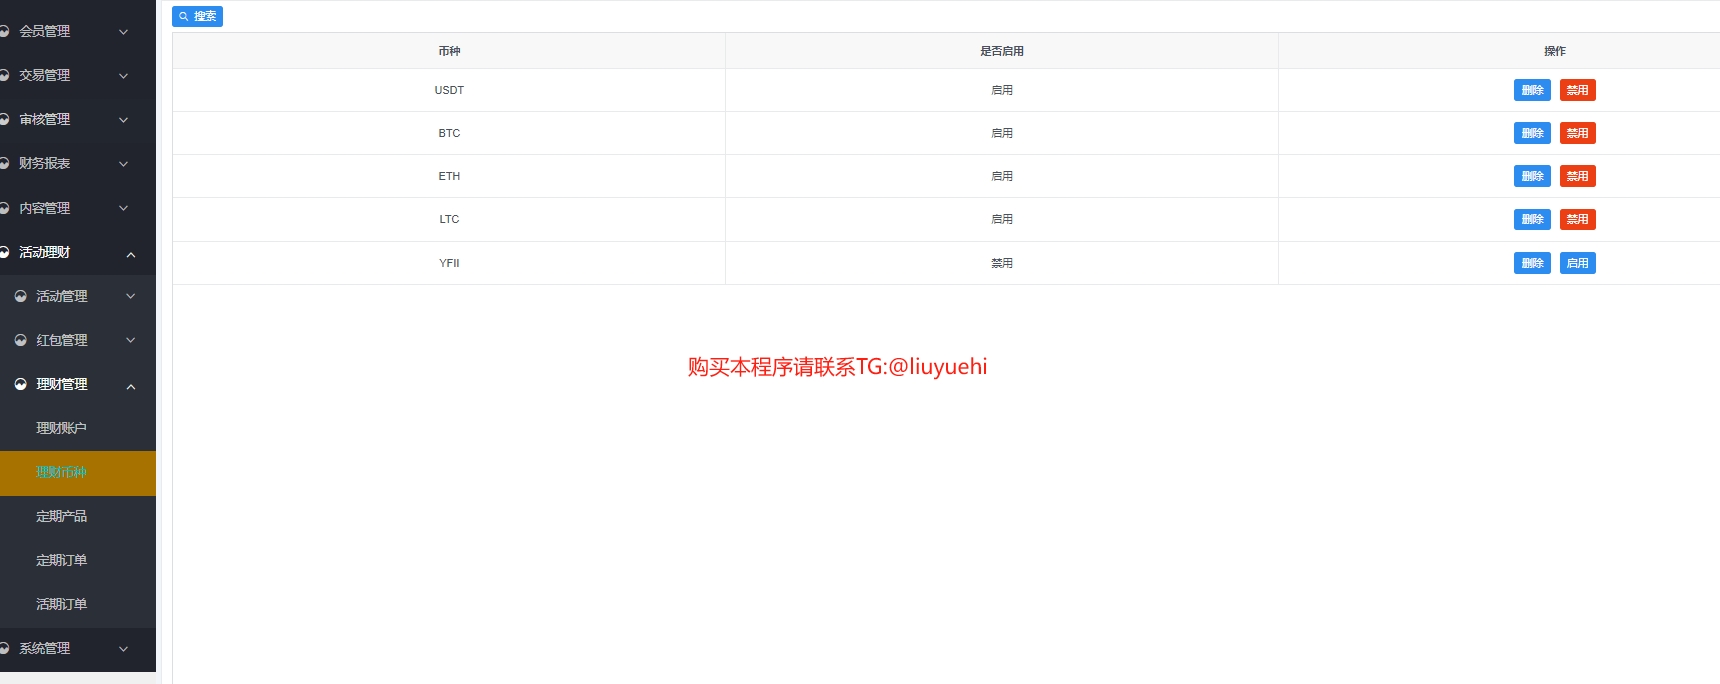 搜索
会员管理
交易管理
审核管理
财务报表
内容管理
活动理财
活动管理
红包管理
理财管理
理财账户
理财币种
定期产品
定期订单
活期订单
系统管理
币种 是否启用 操作
USDT 启用 删除 禁用
BTC 启用 删除 禁用
ETH 启用 删除 禁用
LTC 启用 删除 禁用
YFII 禁用 删除 启用
购买本程序请联系TG:@liuyuehi